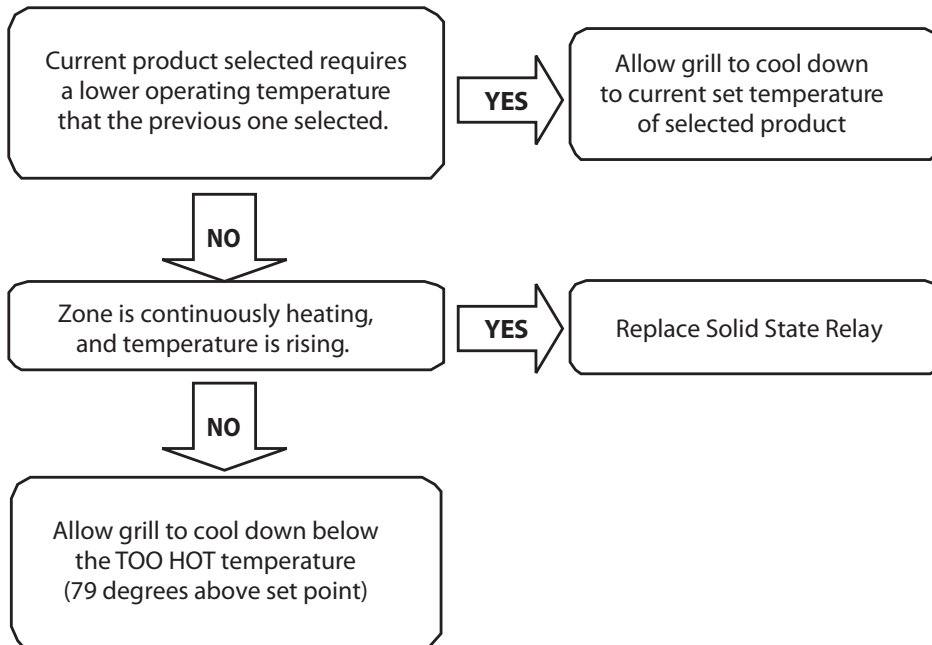 Current product selected requires
a lower operating temperature
that the previous one selected.
YES
Allow grill to cool down
to current set temperature
of selected product
NO
Zone is continuously heating,
and temperature is rising.
YES
Replace Solid State Relay
NO
Allow grill to cool down below
the TOO HOT temperature
(79 degrees above set point)